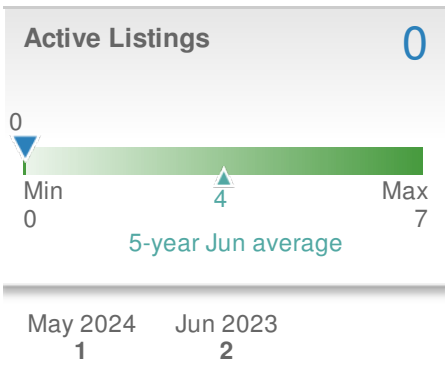 Active Listings 0
0
Min 4 Max
0 7
5-year Jun average
May 2024 Jun 2023
1 2